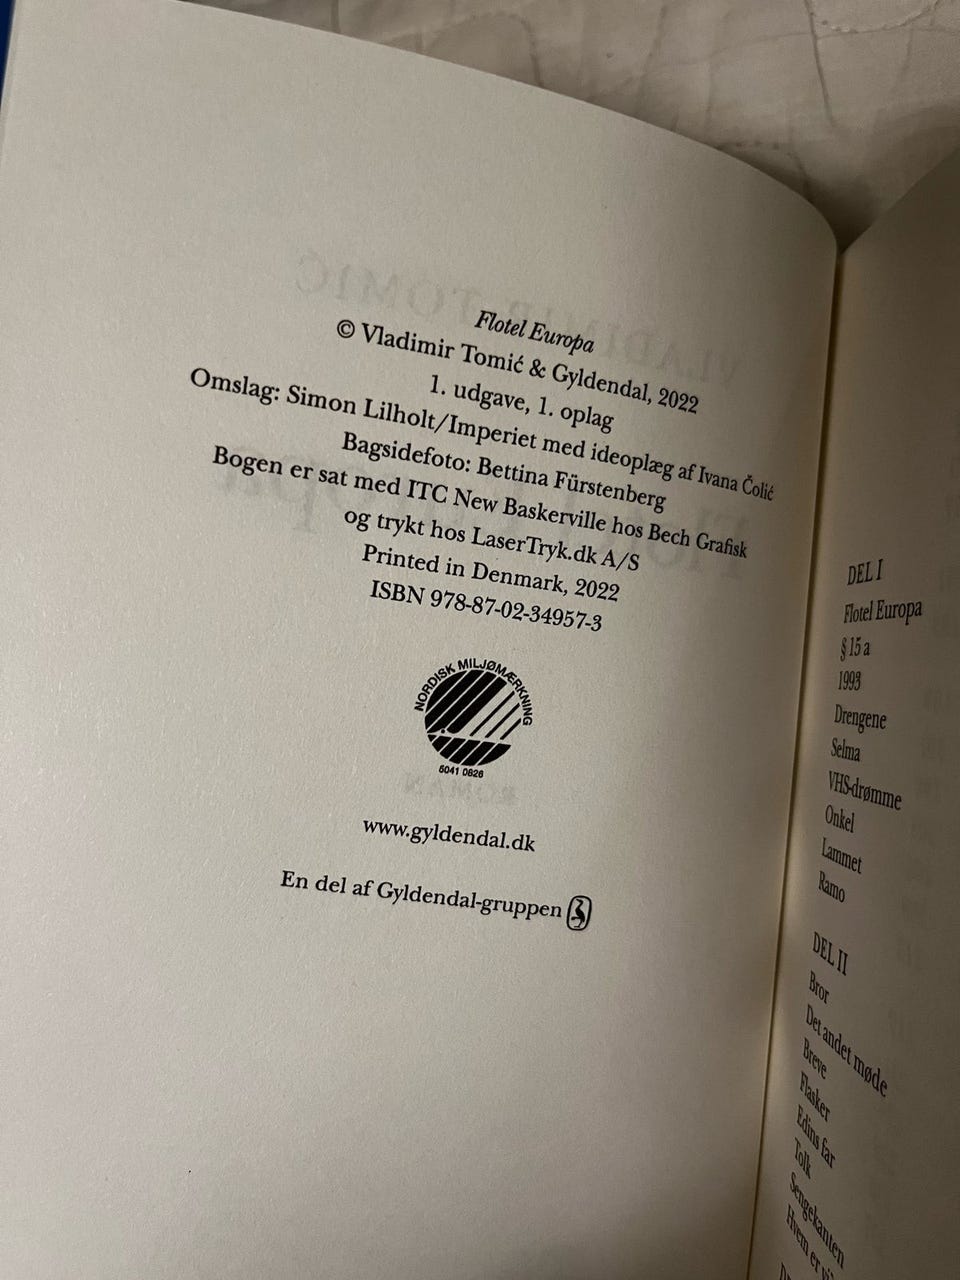 Flotel Europa
© Vladimir Tomić & Gyldendal, 2022
1. udgave, 1. oplag
Omslag: Simon Lilholt/Imperiet med ideoplæg af Ivana Čolić
Bagsidefoto: Bettina Fürstenberg
Bogen er sat med ITC New Baskerville hos Bech Grafisk
og trykt hos LaserTryk.dk A/S
Printed in Denmark, 2022
ISBN 978-87-02-34957-3
NORDISK MILJØMÆRKNING
5041 0826
www.gyldendal.dk
En del af Gyldendal-gruppen
DEL I
Flotel Europa
§ 15 a
1993
Drengene
Selma
VHS-drømme
Onkel
Lammet
Ramo
DEL II
Bror
Det andet møde
Breve
Flasker
Edins far
Tolk
Sengekanten
Hvem er